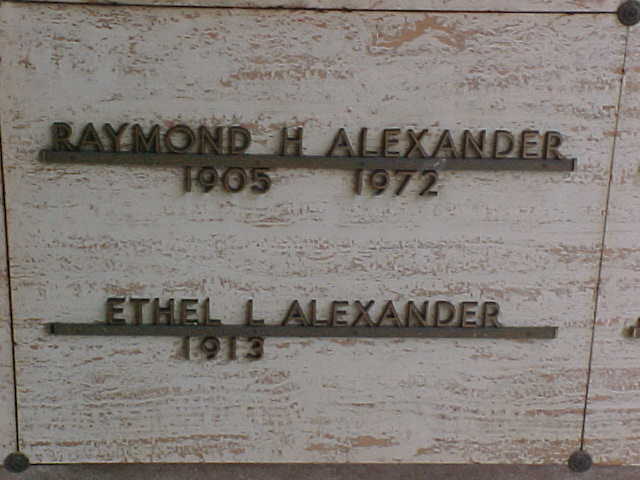 RAYMOND H ALEXANDER
1905 1972
ETHEL L ALEXANDER
1913